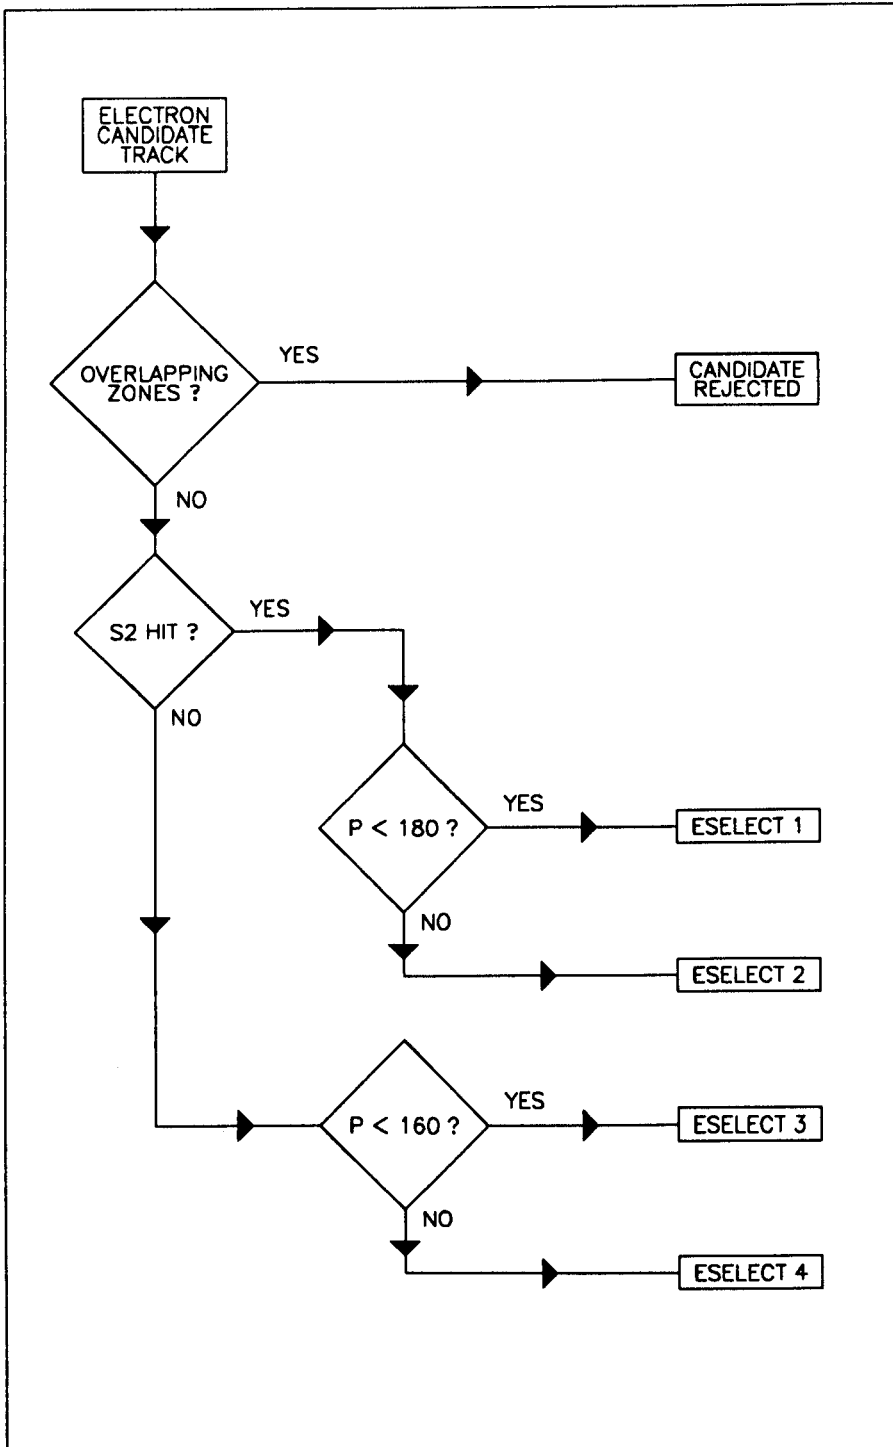 ELECTRON
CANDIDATE
TRACK
OVERLAPPING
ZONES ?
YES
CANDIDATE
REJECTED
NO
S2 HIT ?
YES
NO
P < 180 ?
YES
ESELECT 1
NO
ESELECT 2
P < 160 ?
YES
ESELECT 3
NO
ESELECT 4